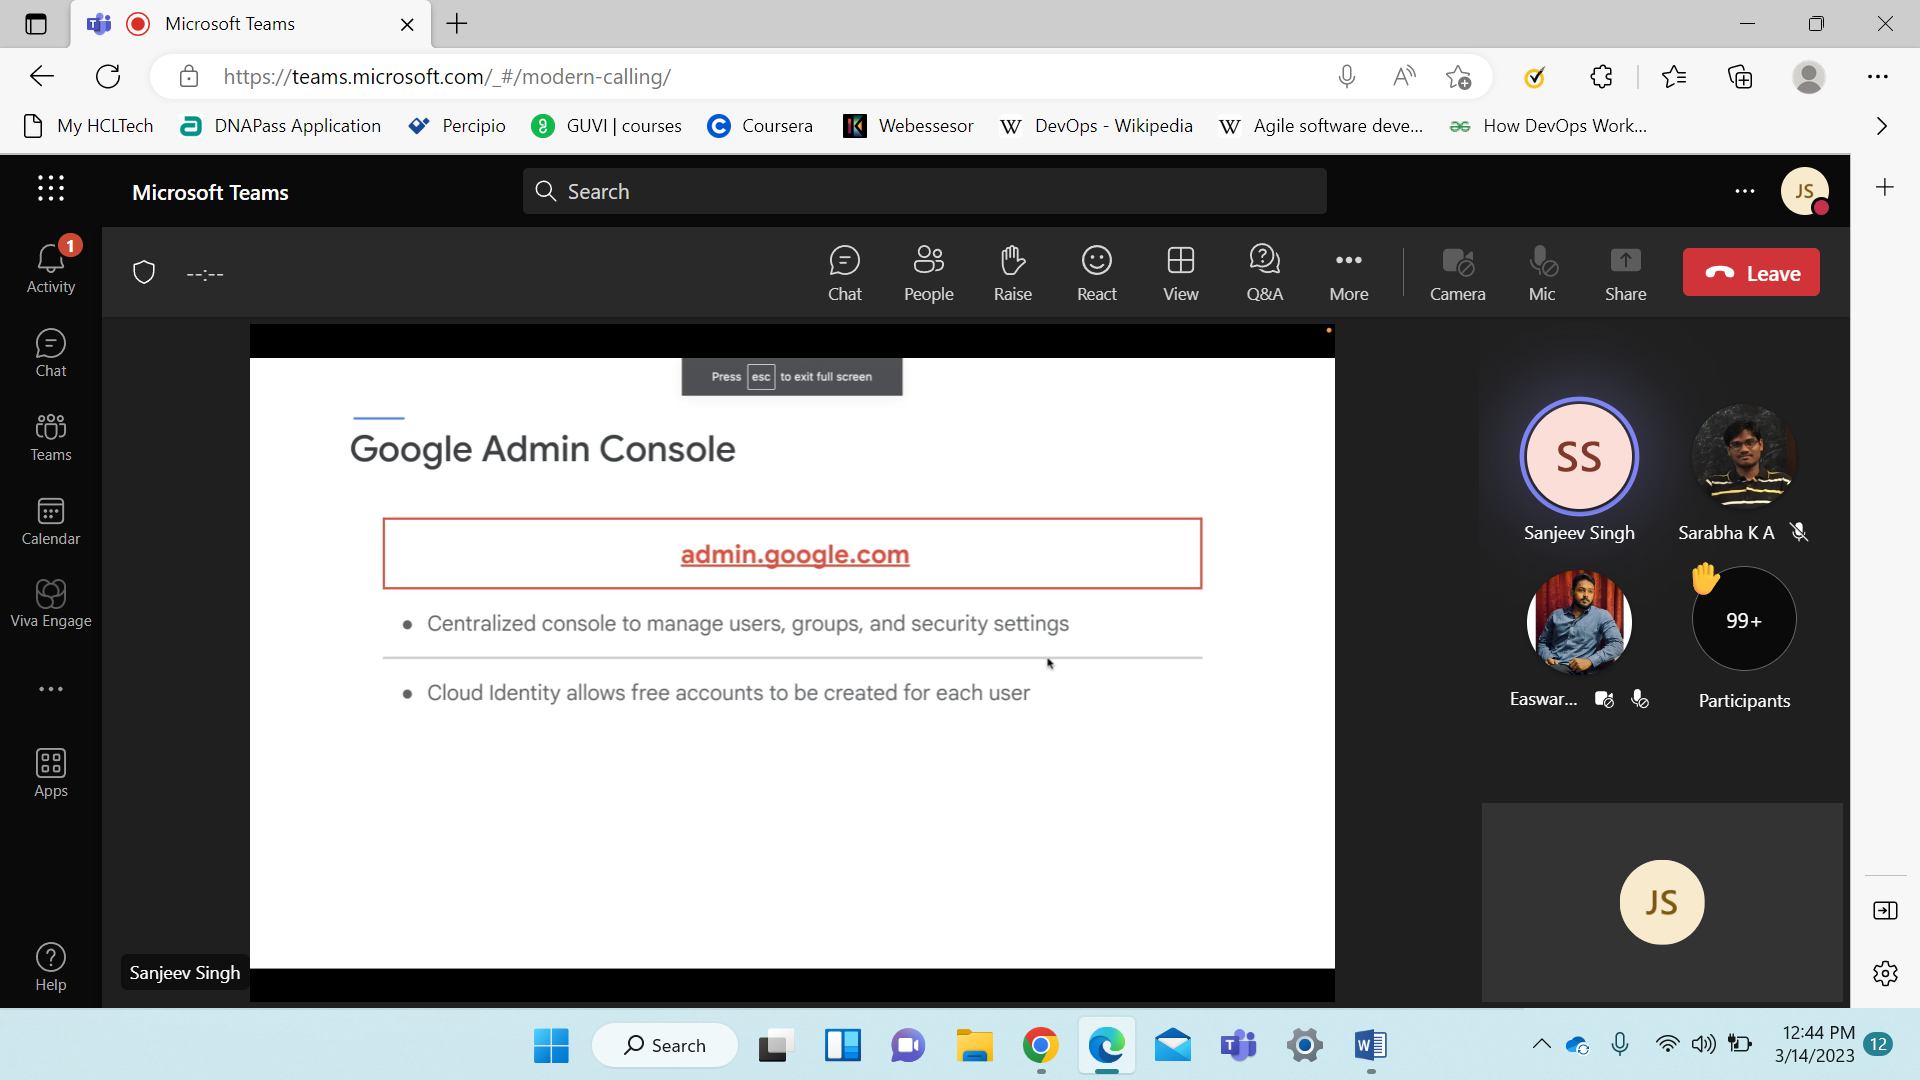 Microsoft Teams
https://teams.microsoft.com/_#/modern-calling/
My HCLTech
DNAPass Application
Percipio
GUVI | courses
Coursera
Webessesor
DevOps - Wikipedia
Agile software deve...
How DevOps Work...
Microsoft Teams
Search
JS
1
Activity
Chat
Teams
Calendar
Viva Engage
Apps
Help
--:--
Chat
People
Raise
React
View
Q&A
More
Camera
Mic
Share
Leave
Press esc to exit full screen
Google Admin Console
admin.google.com
• Centralized console to manage users, groups, and security settings
• Cloud Identity allows free accounts to be created for each user
Sanjeev Singh
SS
Sanjeev Singh
Sarabha K A
Easwar...
99+
Participants
JS
Search
12:44 PM
3/14/2023
12